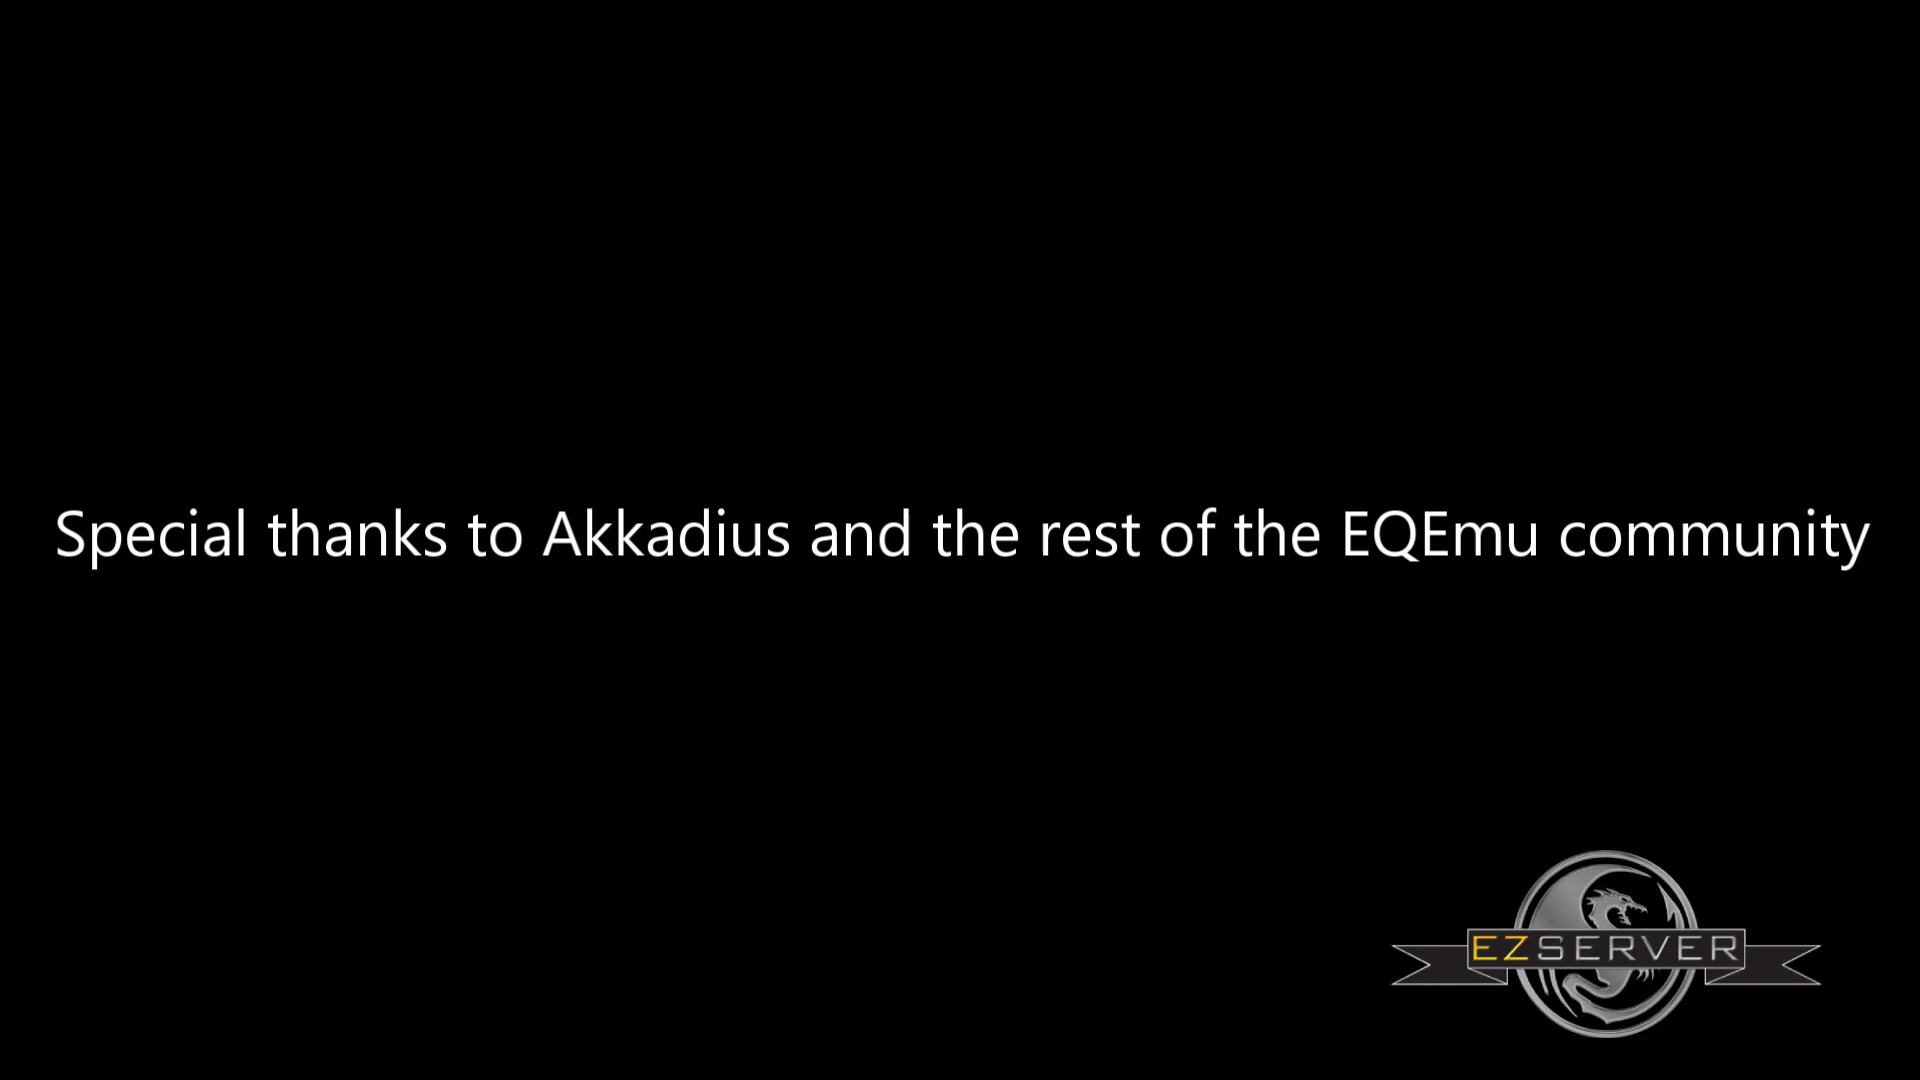 Special thanks to Akkadius and the rest of the EQEmu community
EZSERVER